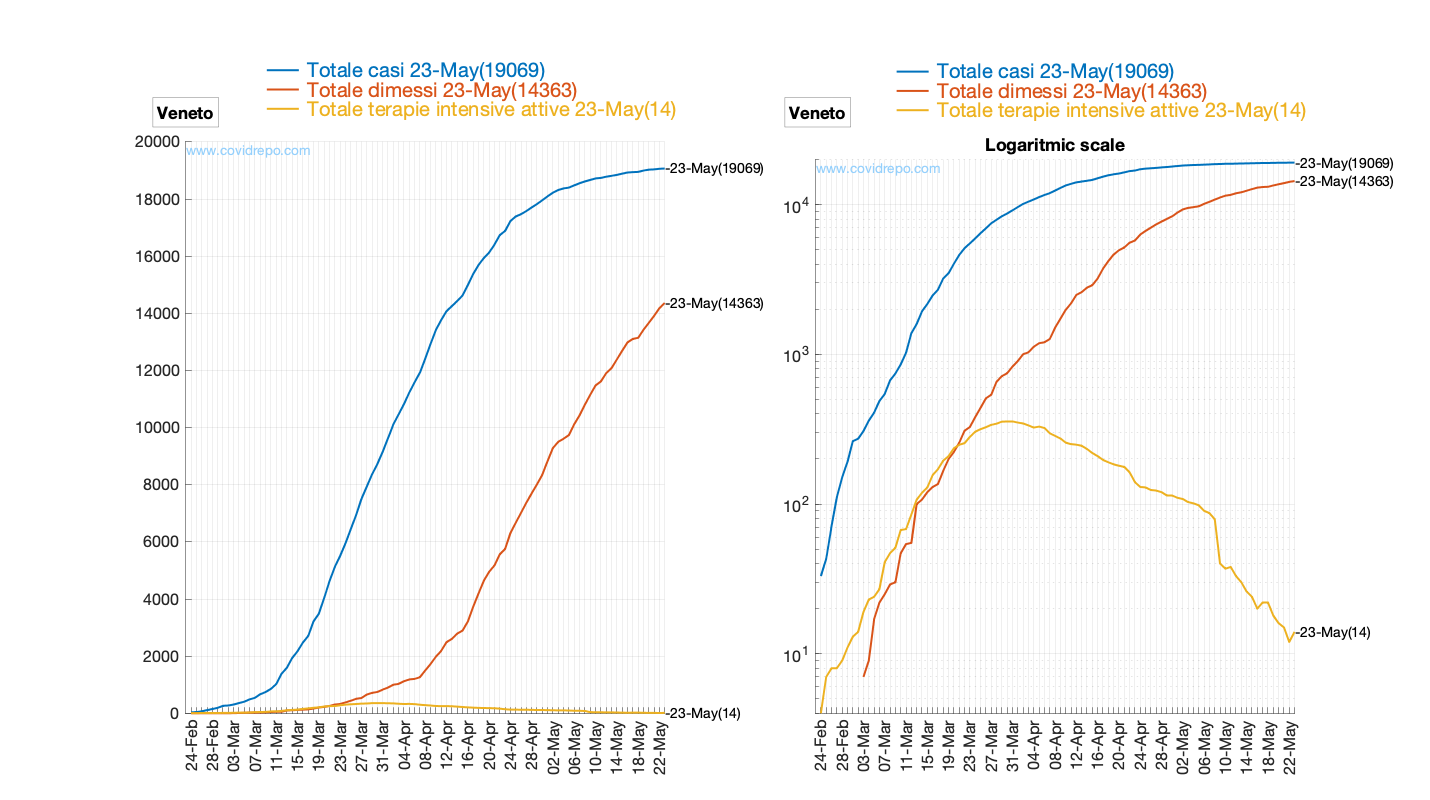 Totale casi 23-May(19069)
Totale dimessi 23-May(14363)
Totale terapie intensive attive 23-May(14)
Veneto
www.covidrepo.com
20000
18000
16000
14000
12000
10000
8000
6000
4000
2000
0
-23-May(19069)
-23-May(14363)
-23-May(14)
24-Feb
28-Feb
03-Mar
07-Mar
11-Mar
15-Mar
19-Mar
23-Mar
27-Mar
31-Mar
04-Apr
08-Apr
12-Apr
16-Apr
20-Apr
24-Apr
28-Apr
02-May
06-May
10-May
14-May
18-May
22-May
Totale casi 23-May(19069)
Totale dimessi 23-May(14363)
Totale terapie intensive attive 23-May(14)
Veneto
Logaritmic scale
www.covidrepo.com
10⁴
10³
10²
10¹
-23-May(19069)
-23-May(14363)
-23-May(14)
24-Feb
28-Feb
03-Mar
07-Mar
11-Mar
15-Mar
19-Mar
23-Mar
27-Mar
31-Mar
04-Apr
08-Apr
12-Apr
16-Apr
20-Apr
24-Apr
28-Apr
02-May
06-May
10-May
14-May
18-May
22-May